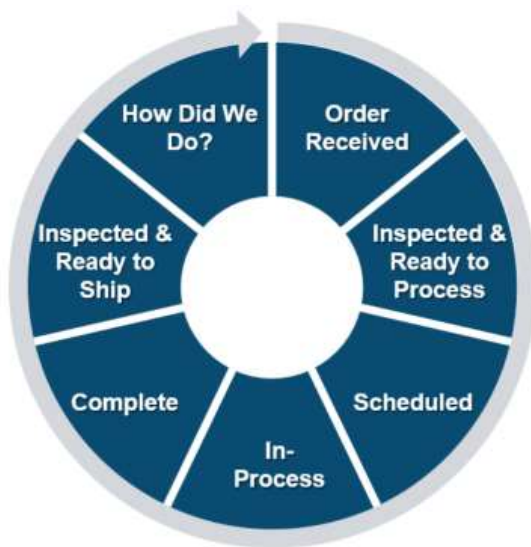 Order
Received
Inspected &
Ready to
Process
Scheduled
In-
Process
Complete
Inspected &
Ready to
Ship
How Did We
Do?